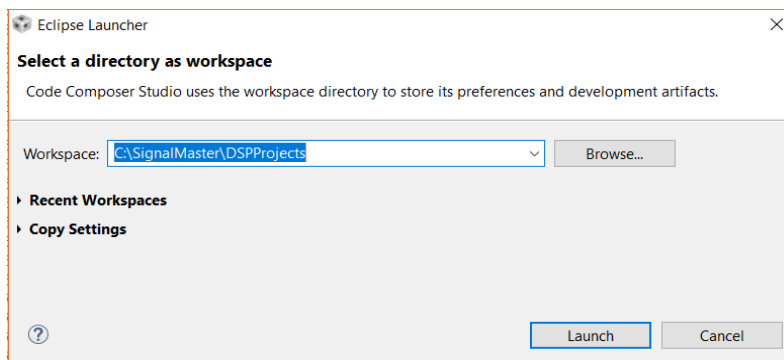 Eclipse Launcher
Select a directory as workspace
Code Composer Studio uses the workspace directory to store its preferences and development artifacts.
Workspace: C:\SignalMaster\DSPProjects Browse...
Recent Workspaces
Copy Settings
? Launch Cancel